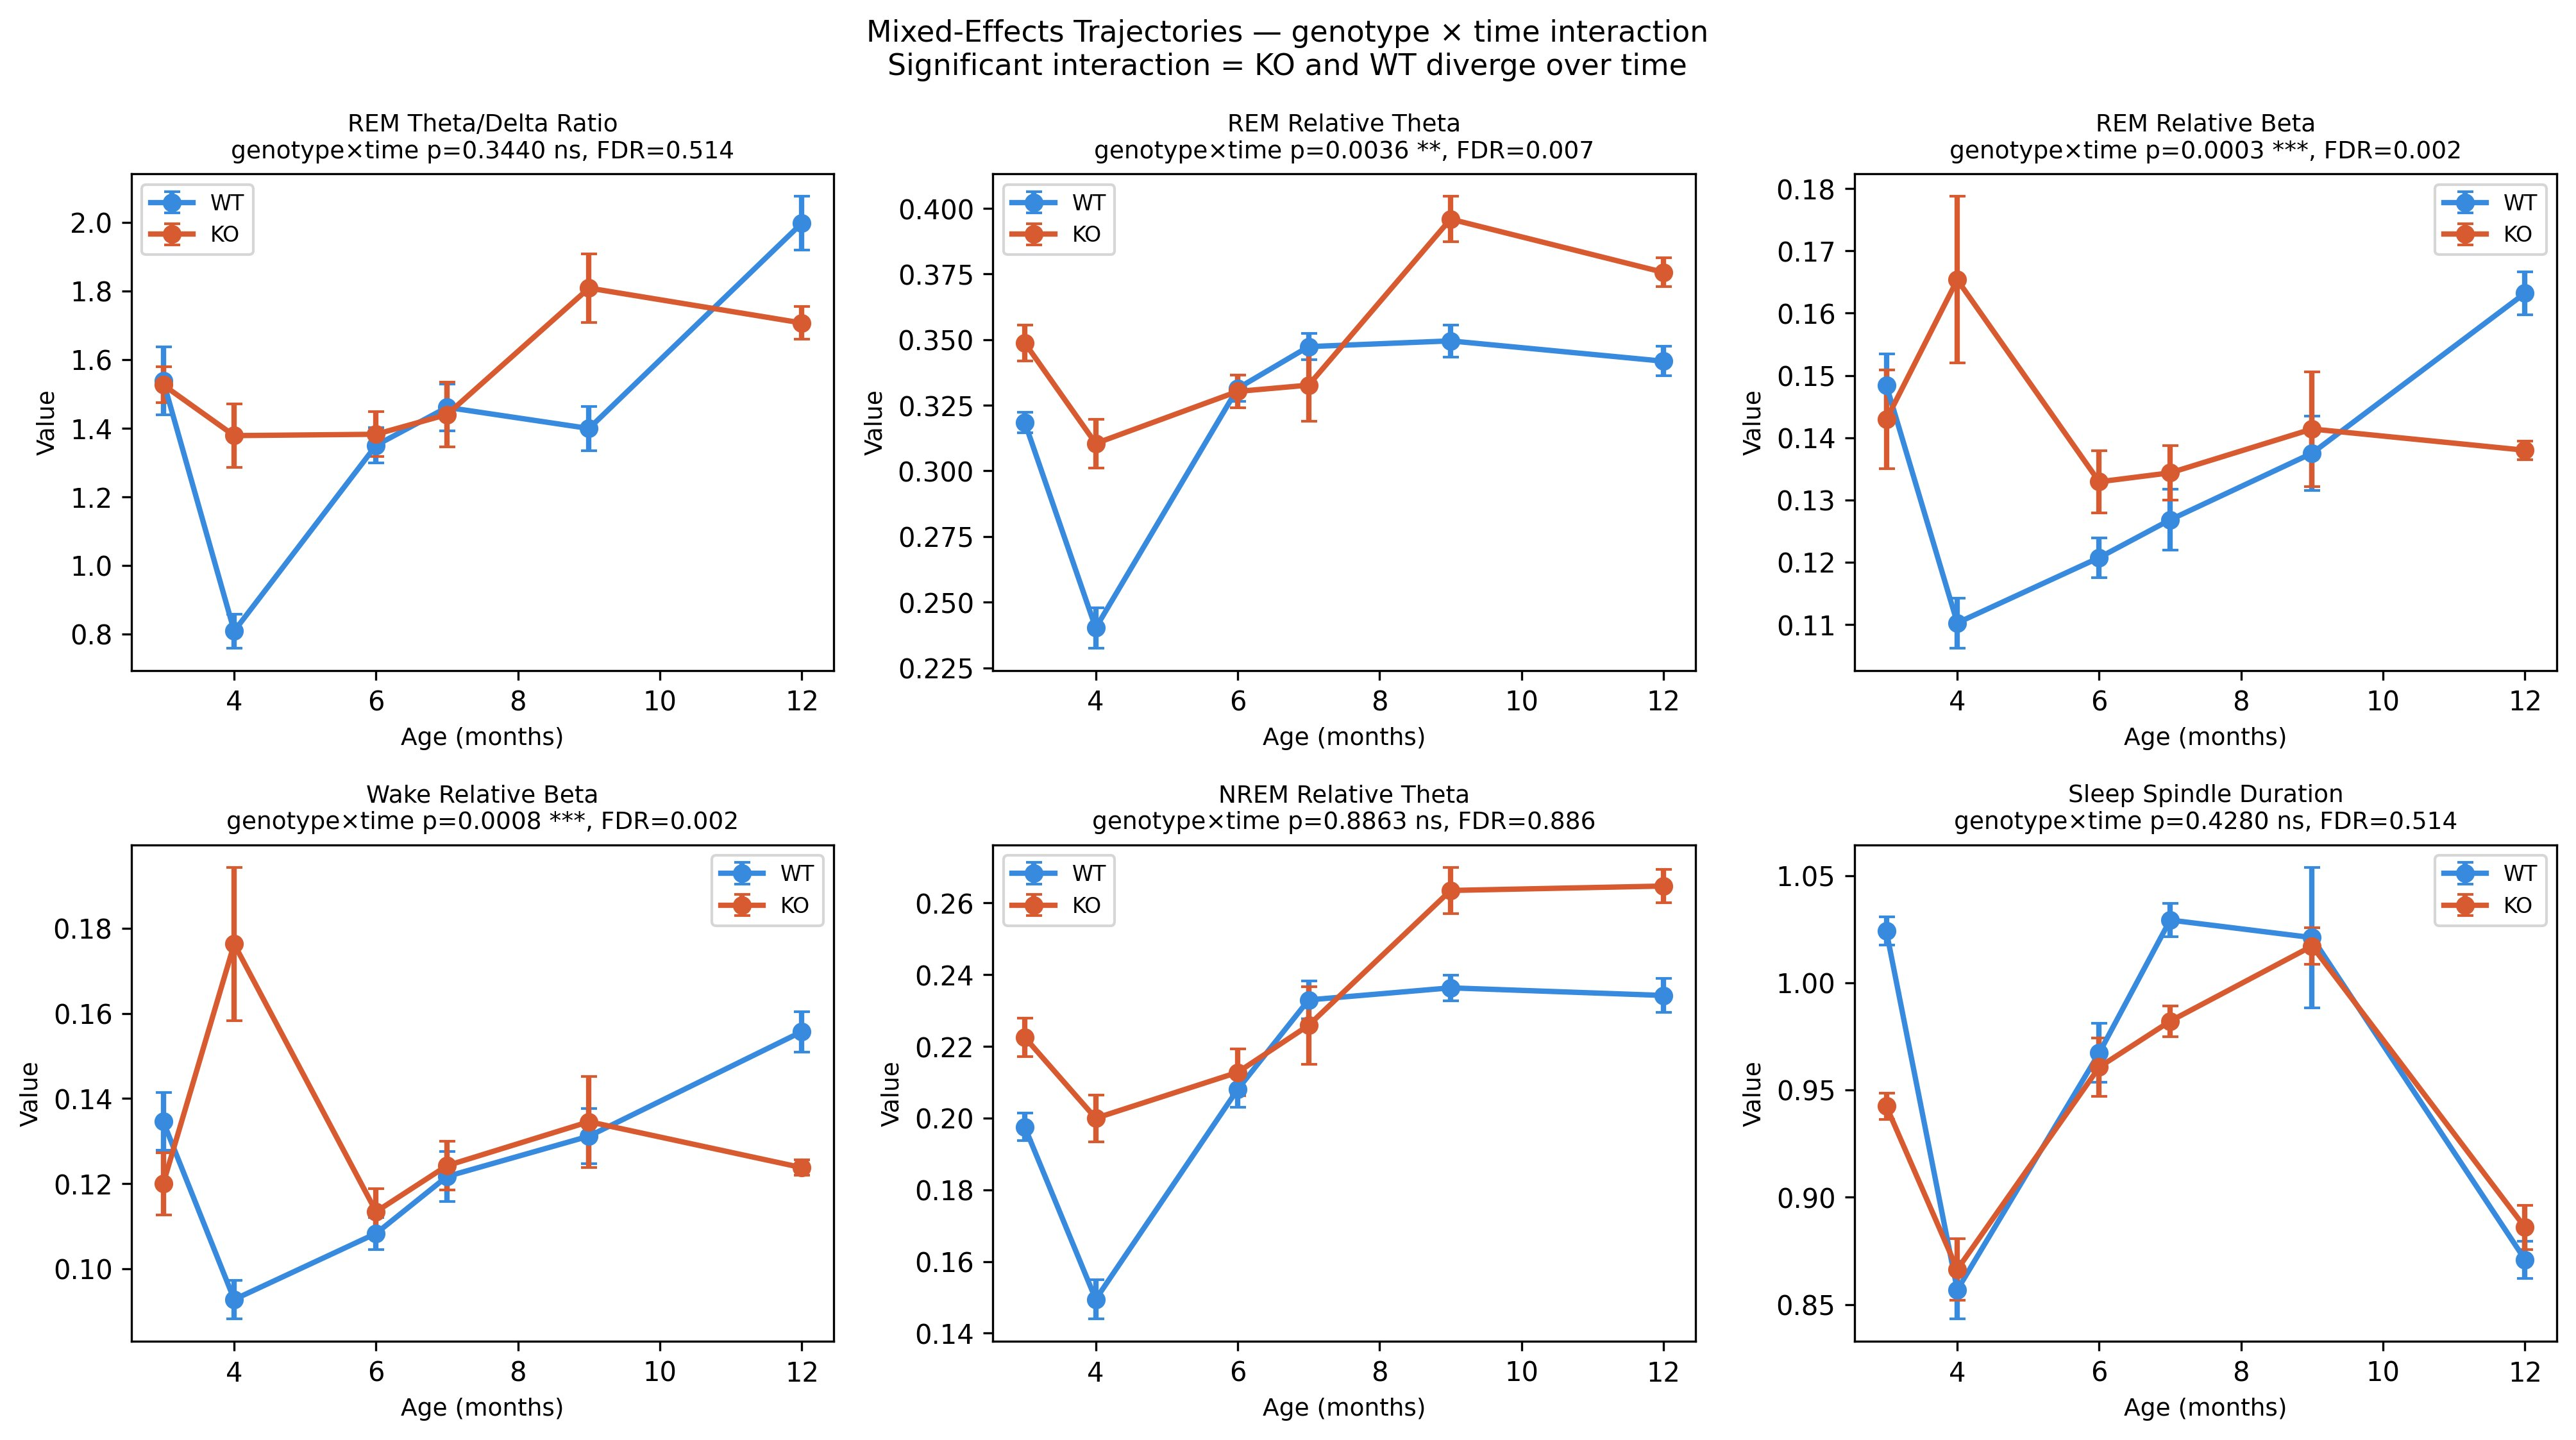 Mixed-Effects Trajectories — genotype × time interaction
Significant interaction = KO and WT diverge over time
REM Theta/Delta Ratio
genotype×time p=0.3440 ns, FDR=0.514
WT
KO
2.0
1.8
1.6
1.4
1.2
1.0
0.8
Value
4
6
8
10
12
Age (months)
REM Relative Theta
genotype×time p=0.0036 **, FDR=0.007
WT
KO
0.400
0.375
0.350
0.325
0.300
0.275
0.250
0.225
Value
4
6
8
10
12
Age (months)
REM Relative Beta
genotype×time p=0.0003 ***, FDR=0.002
WT
KO
0.18
0.17
0.16
0.15
0.14
0.13
0.12
0.11
Value
4
6
8
10
12
Age (months)
Wake Relative Beta
genotype×time p=0.0008 ***, FDR=0.002
WT
KO
0.18
0.16
0.14
0.12
0.10
Value
4
6
8
10
12
Age (months)
NREM Relative Theta
genotype×time p=0.8863 ns, FDR=0.886
WT
KO
0.26
0.24
0.22
0.20
0.18
0.16
0.14
Value
4
6
8
10
12
Age (months)
Sleep Spindle Duration
genotype×time p=0.4280 ns, FDR=0.514
WT
KO
1.05
1.00
0.95
0.90
0.85
Value
4
6
8
10
12
Age (months)